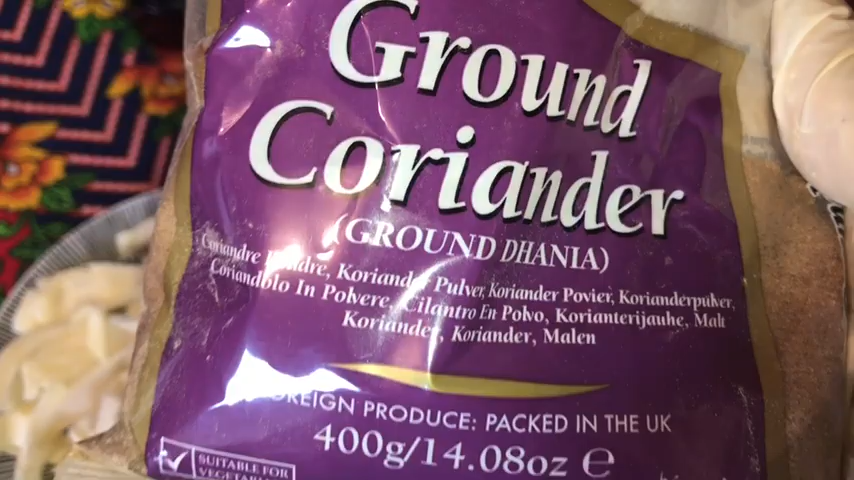 Ground
Coriander
(GROUND DHANIA)
Coriandre Poudre, Koriander Pulver, Koriander Povier, Korianderpulver,
Coriandolo In Polvere, Cilantro En Polvo, Korianterijauhe, Malt
Koriander, Koriander, Malen
FOREIGN PRODUCE: PACKED IN THE UK
400g/14.08oz e
SUITABLE FOR
VEGETARIANS